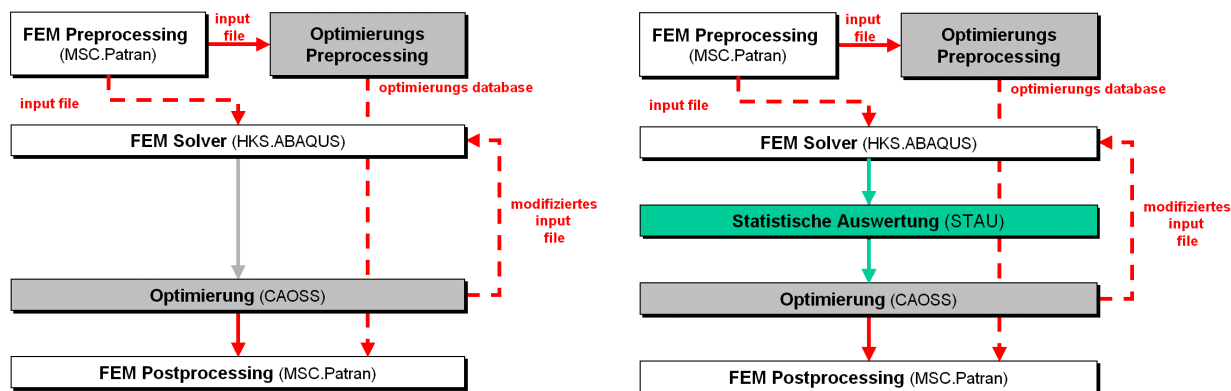 FEM Preprocessing
(MSC.Patran)
input
file
Optimierungs
Preprocessing
input file
optimierungs database
FEM Solver (HKS.ABAQUS)
modifiziertes
input
file
Optimierung (CAOSS)
FEM Postprocessing (MSC.Patran)
FEM Preprocessing
(MSC.Patran)
input
file
Optimierungs
Preprocessing
input file
optimierungs database
FEM Solver (HKS.ABAQUS)
Statistische Auswertung (STAU)
modifiziertes
input
file
Optimierung (CAOSS)
FEM Postprocessing (MSC.Patran)